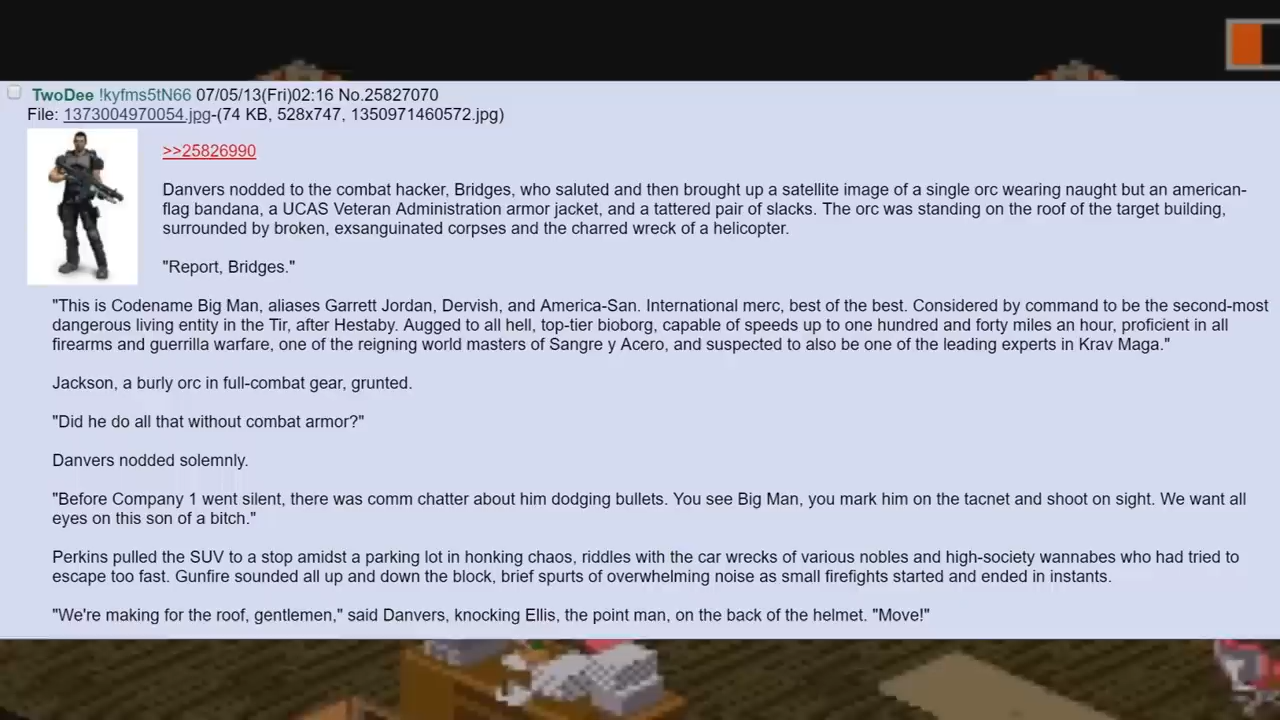 TwoDee !kyfms5tN66 07/05/13(Fri)02:16 No.25827070
File: 1373004970054.jpg-(74 KB, 528x747, 1350971460572.jpg)
>>25826990
Danvers nodded to the combat hacker, Bridges, who saluted and then brought up a satellite image of a single orc wearing naught but an american-
flag bandana, a UCAS Veteran Administration armor jacket, and a tattered pair of slacks. The orc was standing on the roof of the target building,
surrounded by broken, exsanguinated corpses and the charred wreck of a helicopter.
"Report, Bridges."
"This is Codename Big Man, aliases Garrett Jordan, Dervish, and America-San. International merc, best of the best. Considered by command to be the second-most
dangerous living entity in the Tir, after Hestaby. Augged to all hell, top-tier bioborg, capable of speeds up to one hundred and forty miles an hour, proficient in all
firearms and guerrilla warfare, one of the reigning world masters of Sangre y Acero, and suspected to also be one of the leading experts in Krav Maga."
Jackson, a burly orc in full-combat gear, grunted.
"Did he do all that without combat armor?"
Danvers nodded solemnly.
"Before Company 1 went silent, there was comm chatter about him dodging bullets. You see Big Man, you mark him on the tacnet and shoot on sight. We want all
eyes on this son of a bitch."
Perkins pulled the SUV to a stop amidst a parking lot in honking chaos, riddles with the car wrecks of various nobles and high-society wannabes who had tried to
escape too fast. Gunfire sounded all up and down the block, brief spurts of overwhelming noise as small firefights started and ended in instants.
"We're making for the roof, gentlemen," said Danvers, knocking Ellis, the point man, on the back of the helmet. "Move!"